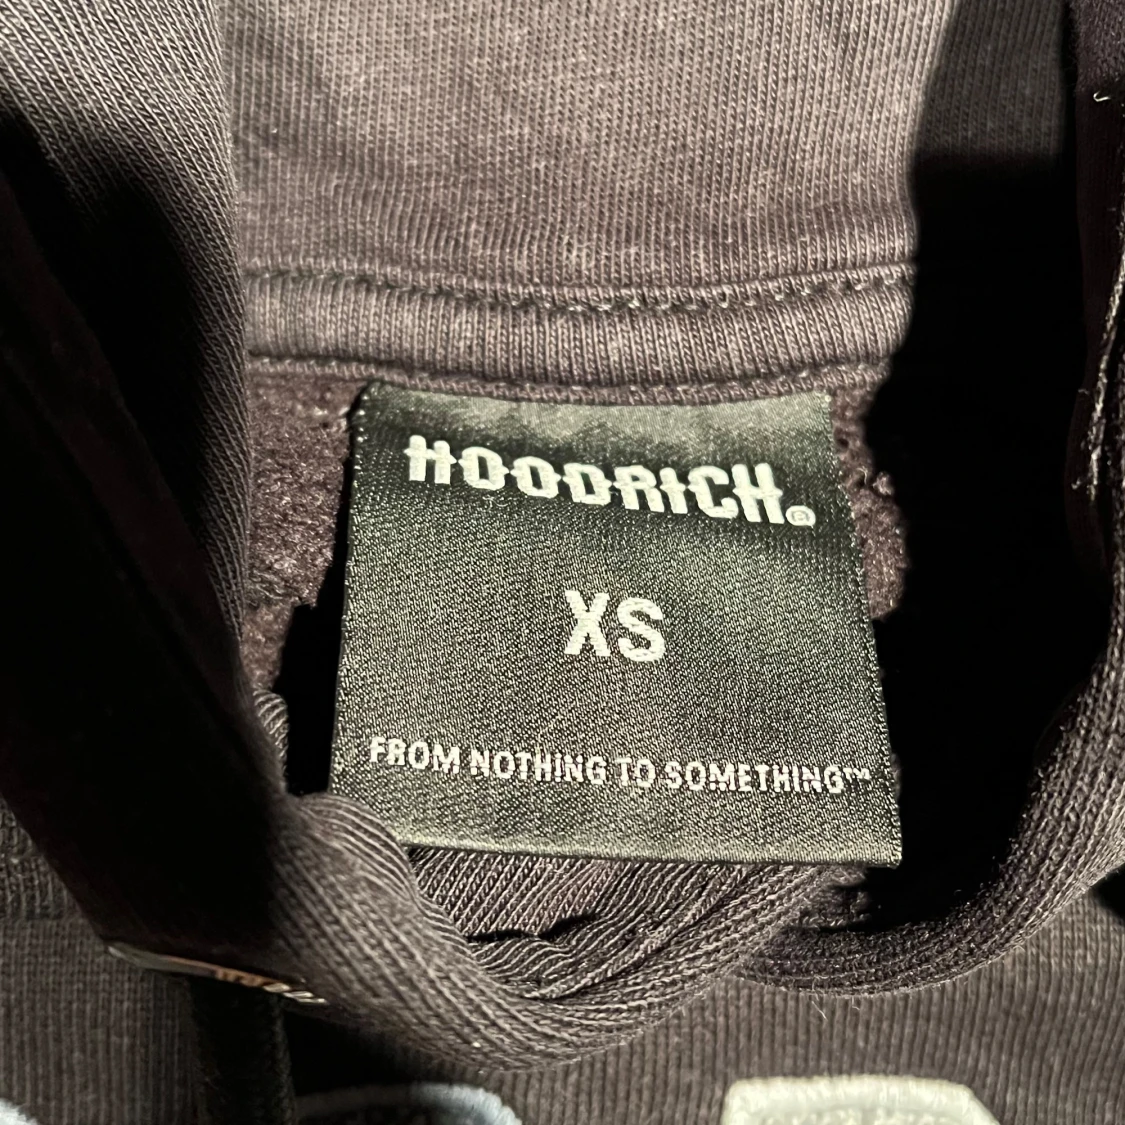 HOODRICH®
XS
FROM NOTHING TO SOMETHING™